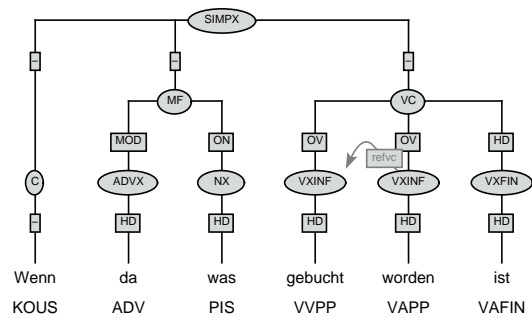 SIMPX
– – –
MF VC
MOD ON OV refvc OV HD
C ADVX NX VXINF VXINF VXFIN
– HD HD HD HD HD
Wenn da was gebucht worden ist
KOUS ADV PIS VVPP VAPP VAFIN